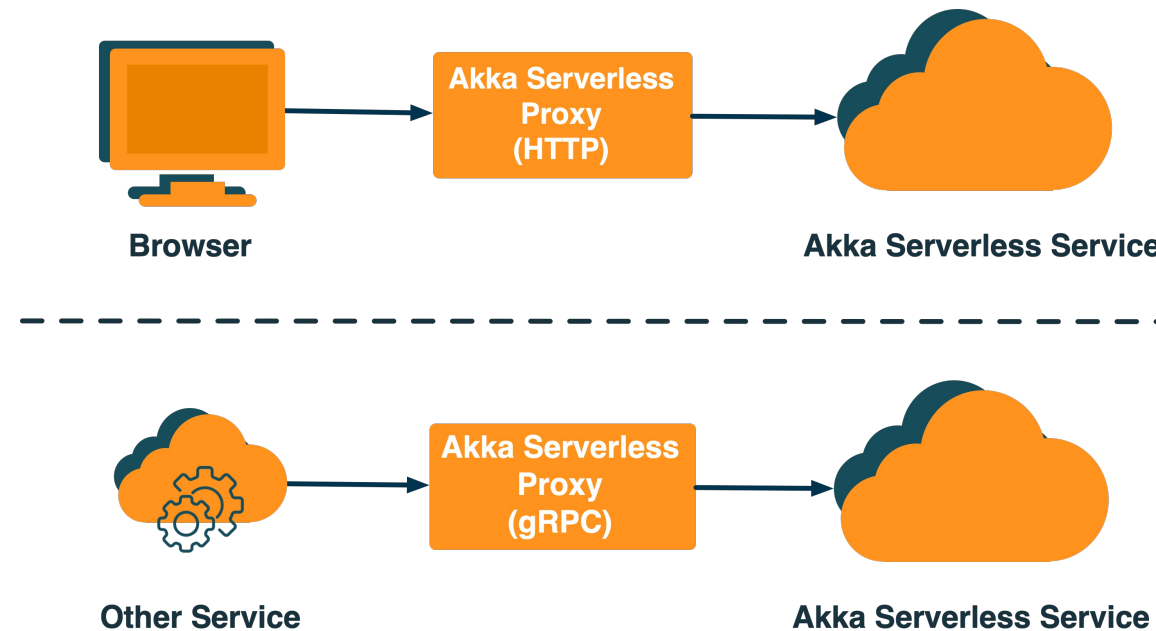 Akka Serverless
Proxy
(HTTP)
Browser
Akka Serverless Service
Akka Serverless
Proxy
(gRPC)
Other Service
Akka Serverless Service